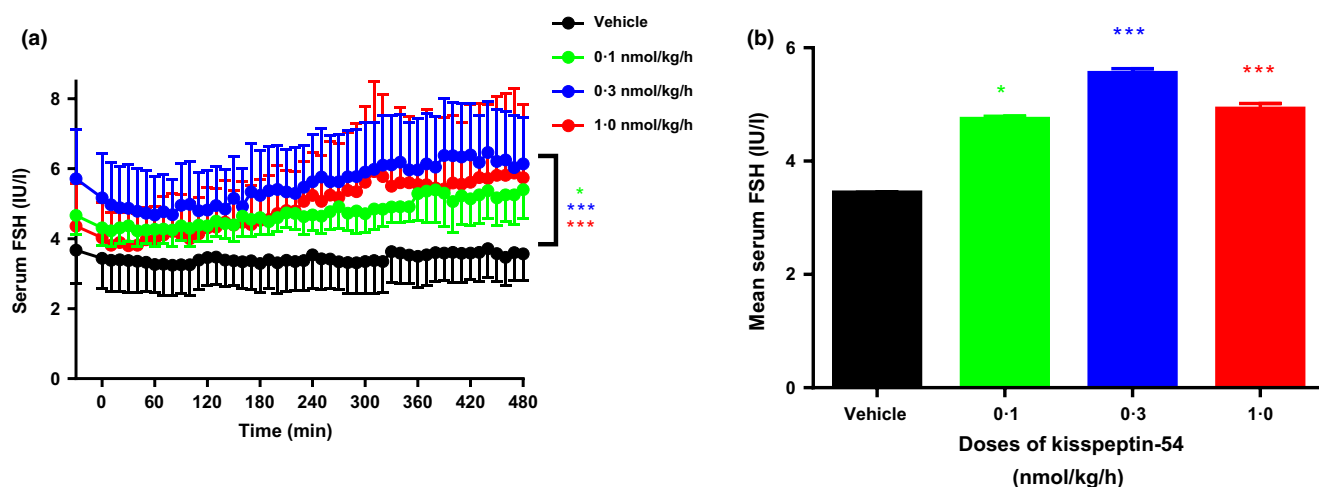 (a)
Vehicle
0·1 nmol/kg/h
0·3 nmol/kg/h
1·0 nmol/kg/h
Serum FSH (IU/l)
8
6
4
2
0
*
***
***
0 60 120 180 240 300 360 420 480
Time (min)
(b)
Mean serum FSH (IU/l)
6
4
2
0
*
***
***
Vehicle 0·1 0·3 1·0
Doses of kisspeptin-54
(nmol/kg/h)